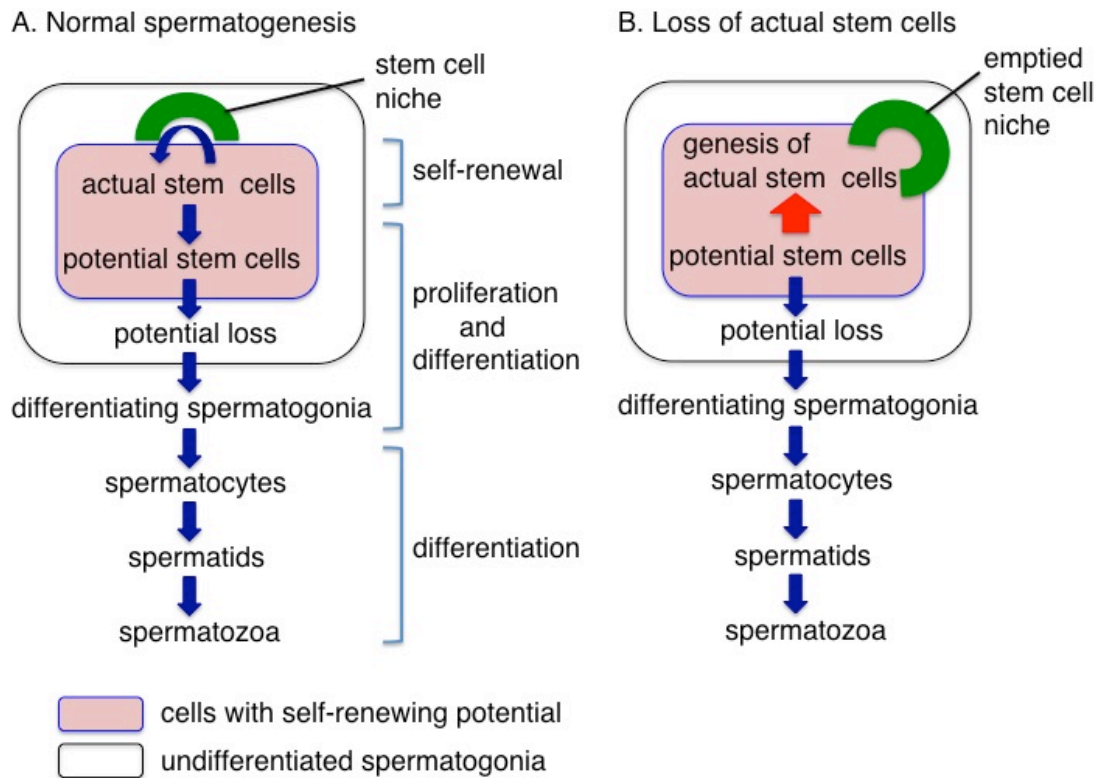 A. Normal spermatogenesis
stem cell
niche
actual stem cells
potential stem cells
potential loss
differentiating spermatogonia
spermatocytes
spermatids
spermatozoa
self-renewal
proliferation
and
differentiation
differentiation
B. Loss of actual stem cells
emptied
stem cell
niche
genesis of
actual stem cells
potential stem cells
potential loss
differentiating spermatogonia
spermatocytes
spermatids
spermatozoa
cells with self-renewing potential
undifferentiated spermatogonia